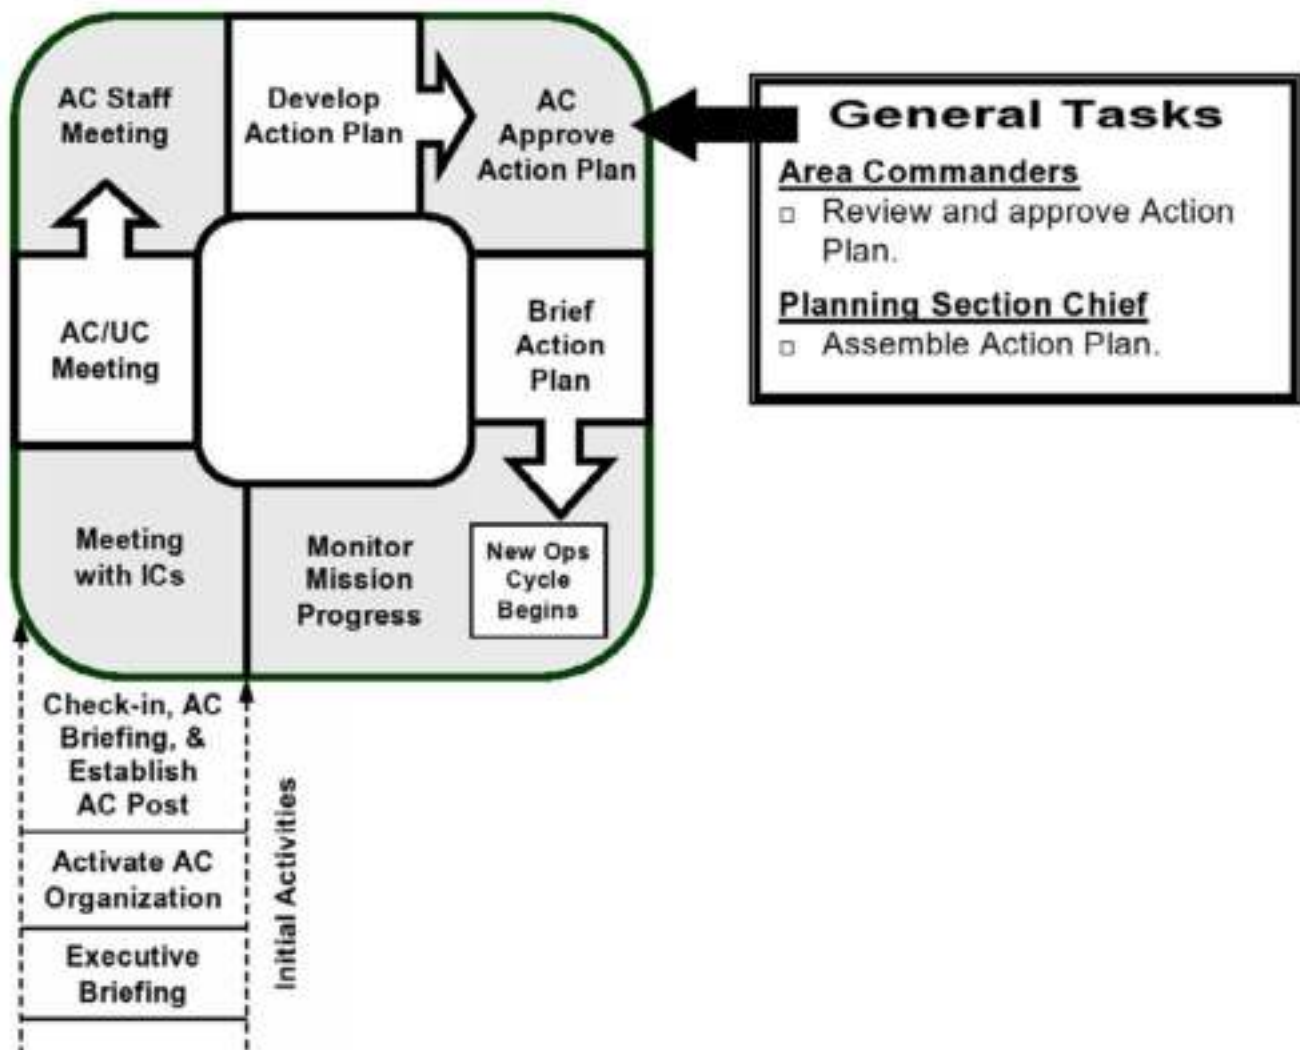 AC Staff
Meeting
Develop
Action Plan
AC
Approve
Action Plan
General Tasks
Area Commanders
□ Review and approve Action
Plan.
Planning Section Chief
□ Assemble Action Plan.
AC/UC
Meeting
Brief
Action
Plan
Meeting
with ICs
Monitor
Mission
Progress
New Ops
Cycle
Begins
Check-in, AC
Briefing, &
Establish
AC Post
Activate AC
Organization
Executive
Briefing
Initial Activities